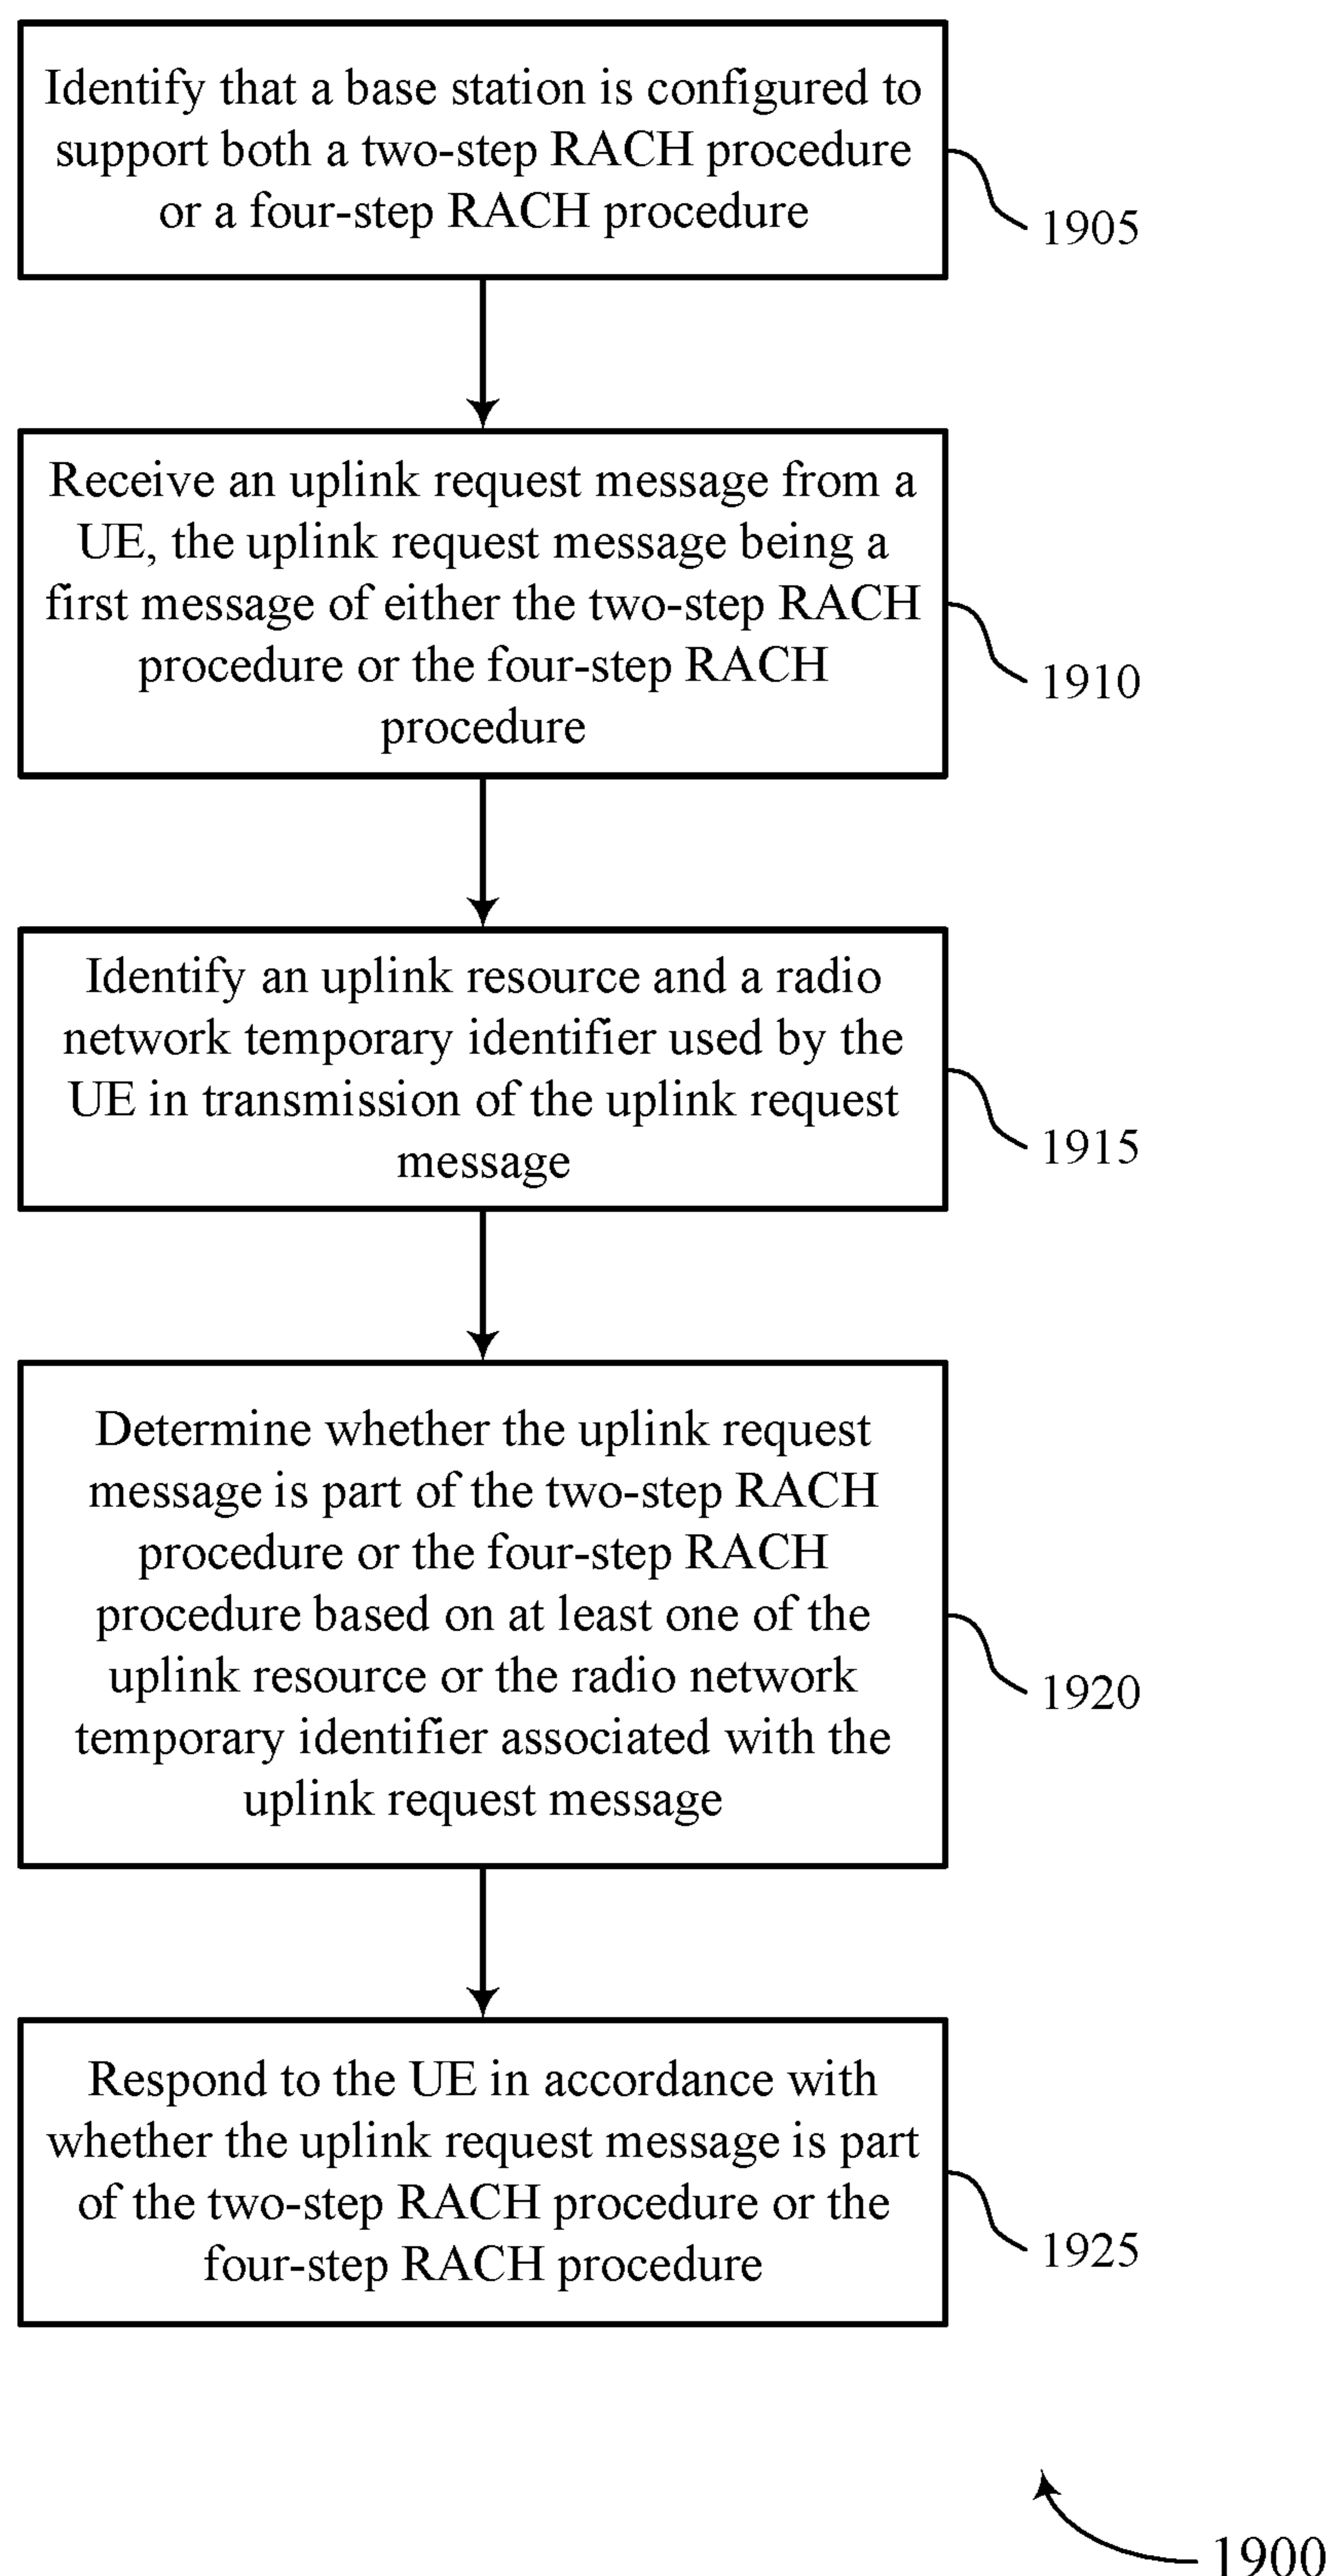 Identify that a base station is configured to
support both a two-step RACH procedure
or a four-step RACH procedure
1905
Receive an uplink request message from a
UE, the uplink request message being a
first message of either the two-step RACH
procedure or the four-step RACH
procedure
1910
Identify an uplink resource and a radio
network temporary identifier used by the
UE in transmission of the uplink request
message
1915
Determine whether the uplink request
message is part of the two-step RACH
procedure or the four-step RACH
procedure based on at least one of the
uplink resource or the radio network
temporary identifier associated with the
uplink request message
1920
Respond to the UE in accordance with
whether the uplink request message is part
of the two-step RACH procedure or the
four-step RACH procedure
1925
1900